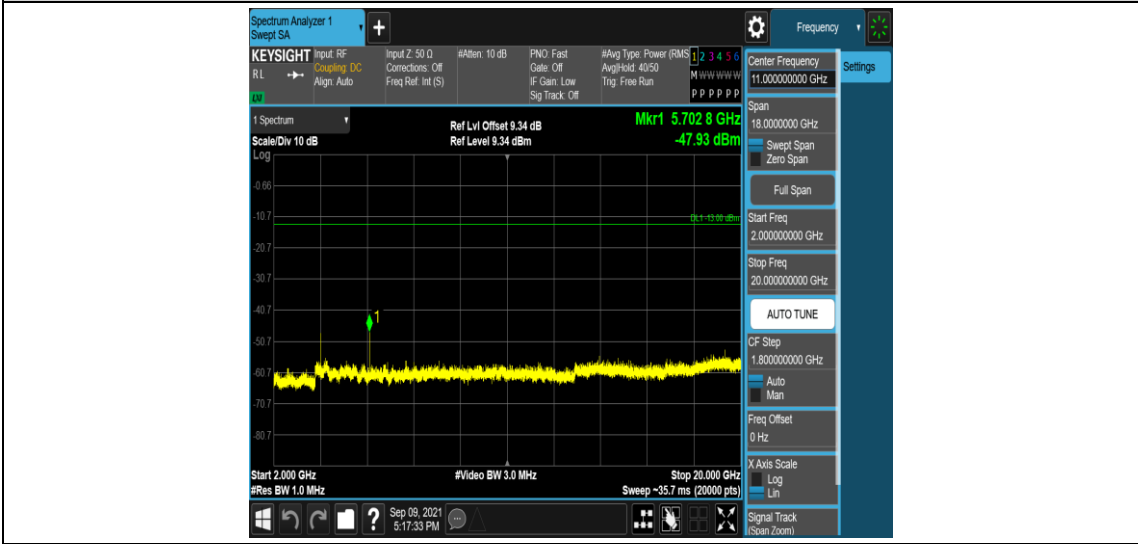 Spectrum Analyzer 1
Swept SA
+
Frequency
KEYSIGHT
RL
LM
Input: RF
Coupling: DC
Align: Auto
Input Z: 50 Ω
Corrections: Off
Freq Ref: Int (S)
#Atten: 10 dB
PNO: Fast
Gate: Off
IF Gain: Low
Sig Track: Off
#Avg Type: Power (RMS
Avg|Hold: 40/50
Trig: Free Run
1 2 3 4 5 6
M W W W W W
P P P P P P
1 Spectrum
Scale/Div 10 dB
Log
Ref Lvl Offset 9.34 dB
Ref Level 9.34 dBm
Mkr1 5.702 8 GHz
-47.93 dBm
-0.66
-10.7
DL1 -13.00 dBm
-20.7
-30.7
-40.7
1
-50.7
-60.7
-70.7
-80.7
Start 2.000 GHz
#Res BW 1.0 MHz
#Video BW 3.0 MHz
Stop 20.000 GHz
Sweep ~35.7 ms (20000 pts)
?
Sep 09, 2021
5:17:33 PM
Center Frequency
11.000000000 GHz
Settings
Span
18.0000000 GHz
Swept Span
Zero Span
Full Span
Start Freq
2.000000000 GHz
Stop Freq
20.000000000 GHz
AUTO TUNE
CF Step
1.800000000 GHz
Auto
Man
Freq Offset
0 Hz
X Axis Scale
Log
Lin
Signal Track
(Span Zoom)